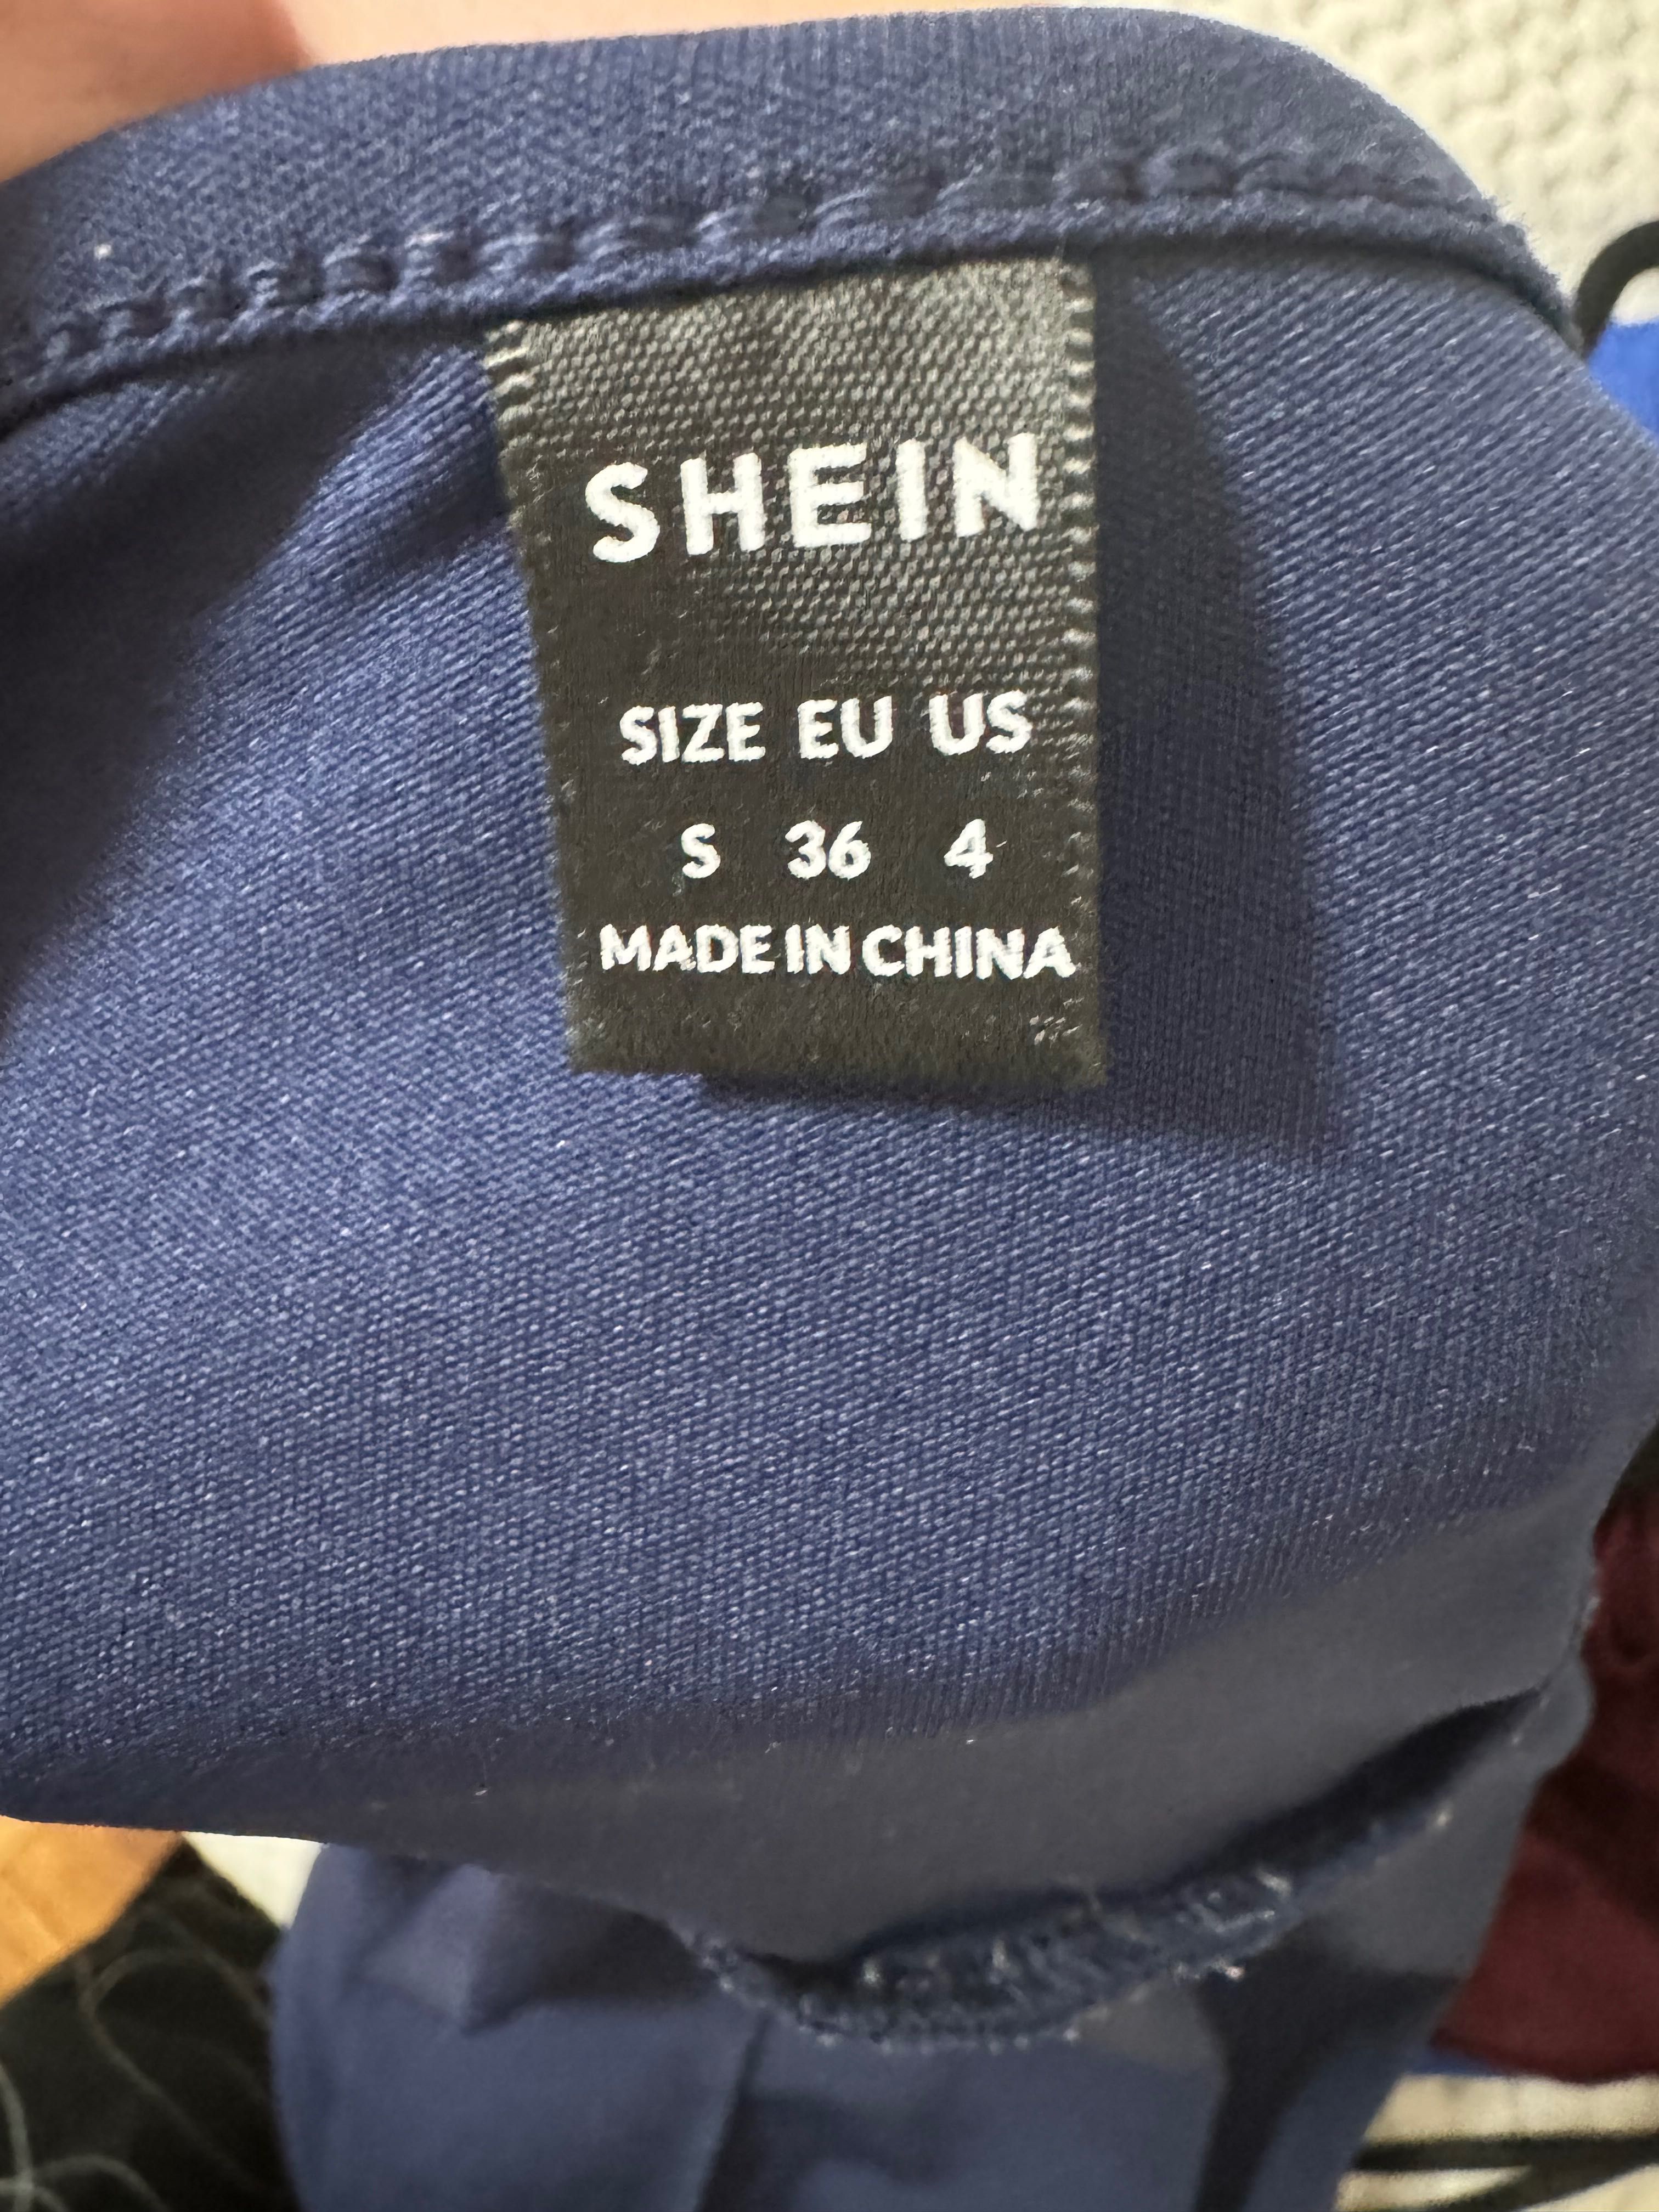 SHEIN
SIZE EU US
S 36 4
MADE IN CHINA